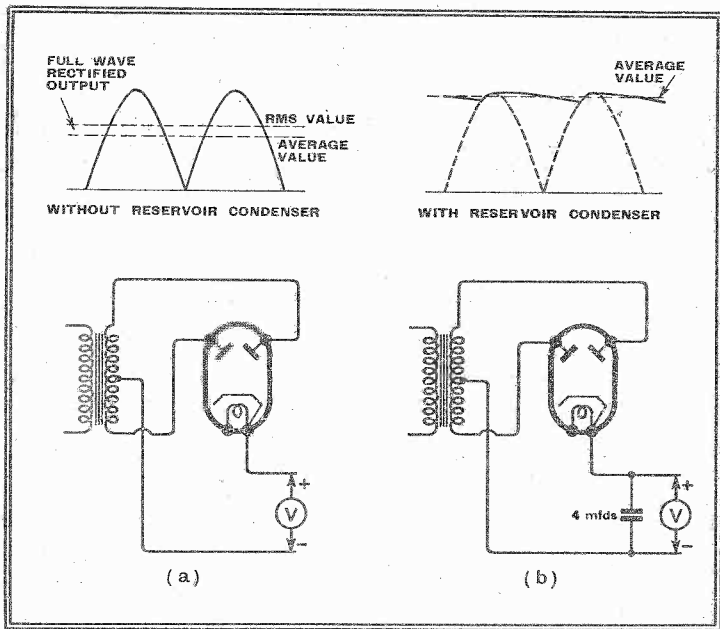 FULL WAVE
RECTIFIED
OUTPUT
RMS VALUE
AVERAGE
VALUE
WITHOUT RESERVOIR CONDENSER
AVERAGE
VALUE
WITH RESERVOIR CONDENSER
+
V
-
(a)
4 mfds
+
V
-
(b)